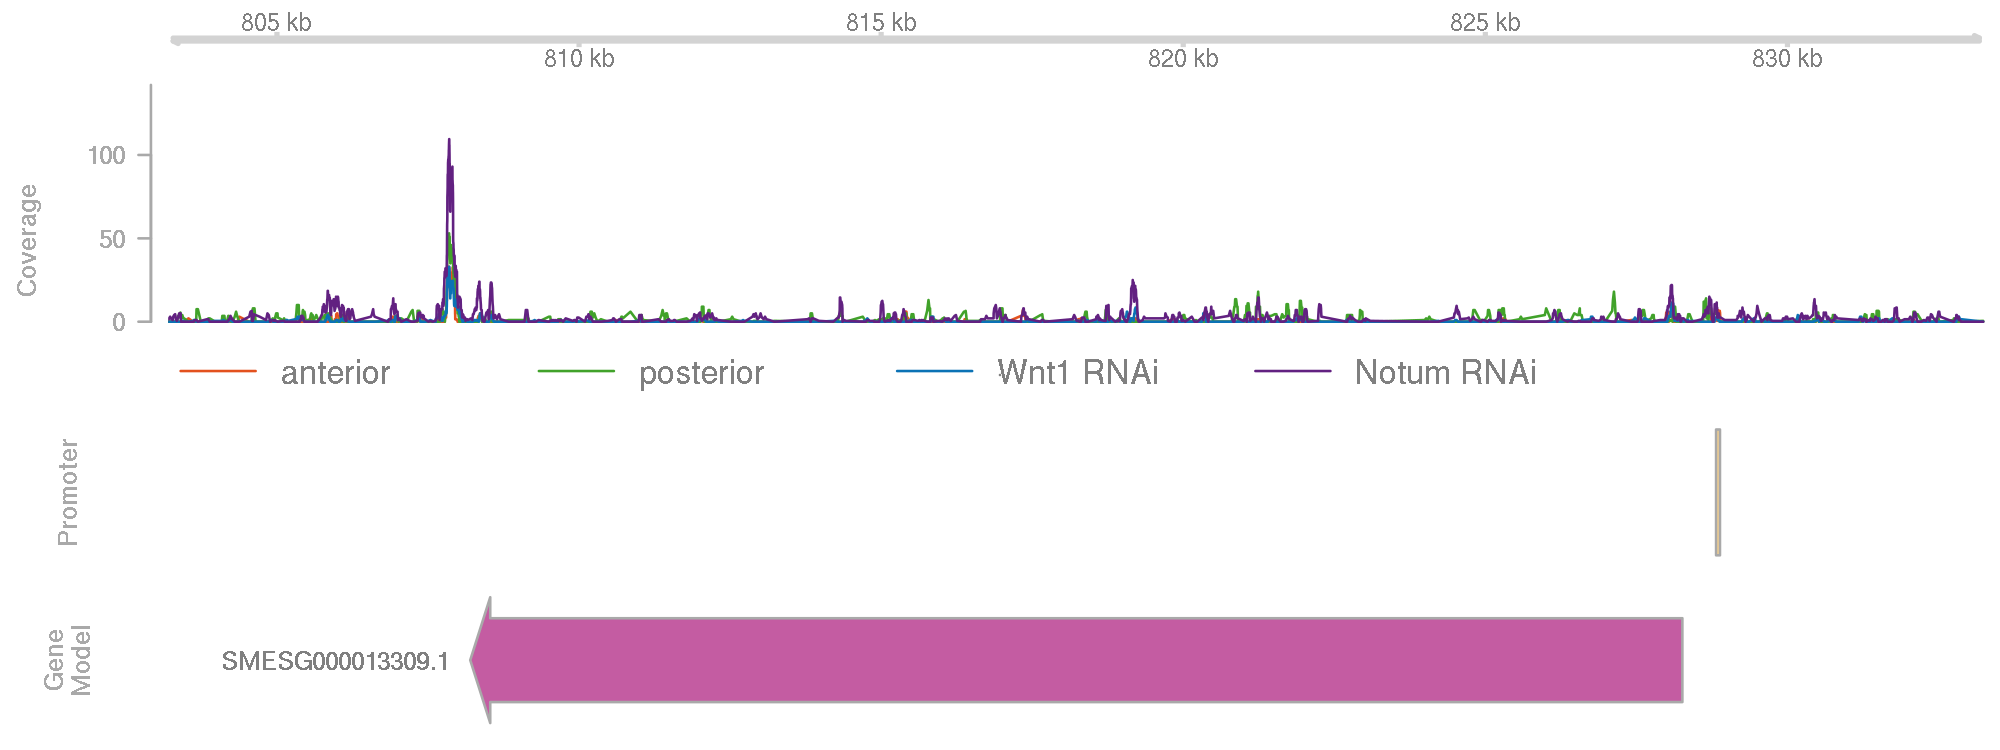 805 kb 815 kb 825 kb
810 kb 820 kb 830 kb
Coverage
100
50
0
anterior posterior Wnt1 RNAi Notum RNAi
Promoter
Gene
Model
SMESG000013309.1